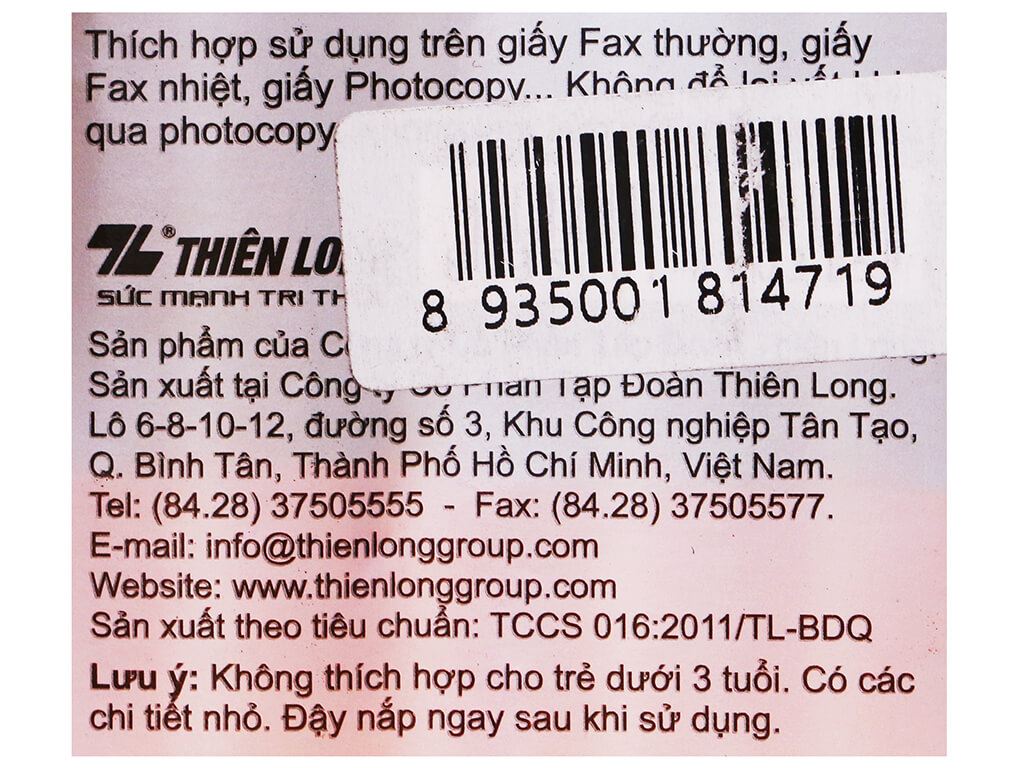 Thích hợp sử dụng trên giấy Fax thường, giấy
Fax nhiệt, giấy Photocopy... Không để lại vết khi
qua photocopy
TL® THIÊN LO
SỨC MẠNH TRI TH
8 935001 814719
Sản phẩm của
Sản xuất tại Công ty Cổ Phần Tập Đoàn Thiên Long.
Lô 6-8-10-12, đường số 3, Khu Công nghiệp Tân Tạo,
Q. Bình Tân, Thành Phố Hồ Chí Minh, Việt Nam.
Tel: (84.28) 37505555 - Fax: (84.28) 37505577.
E-mail: info@thienlonggroup.com
Website: www.thienlonggroup.com
Sản xuất theo tiêu chuẩn: TCCS 016:2011/TL-BDQ
Lưu ý: Không thích hợp cho trẻ dưới 3 tuổi. Có các
chi tiết nhỏ. Đậy nắp ngay sau khi sử dụng.